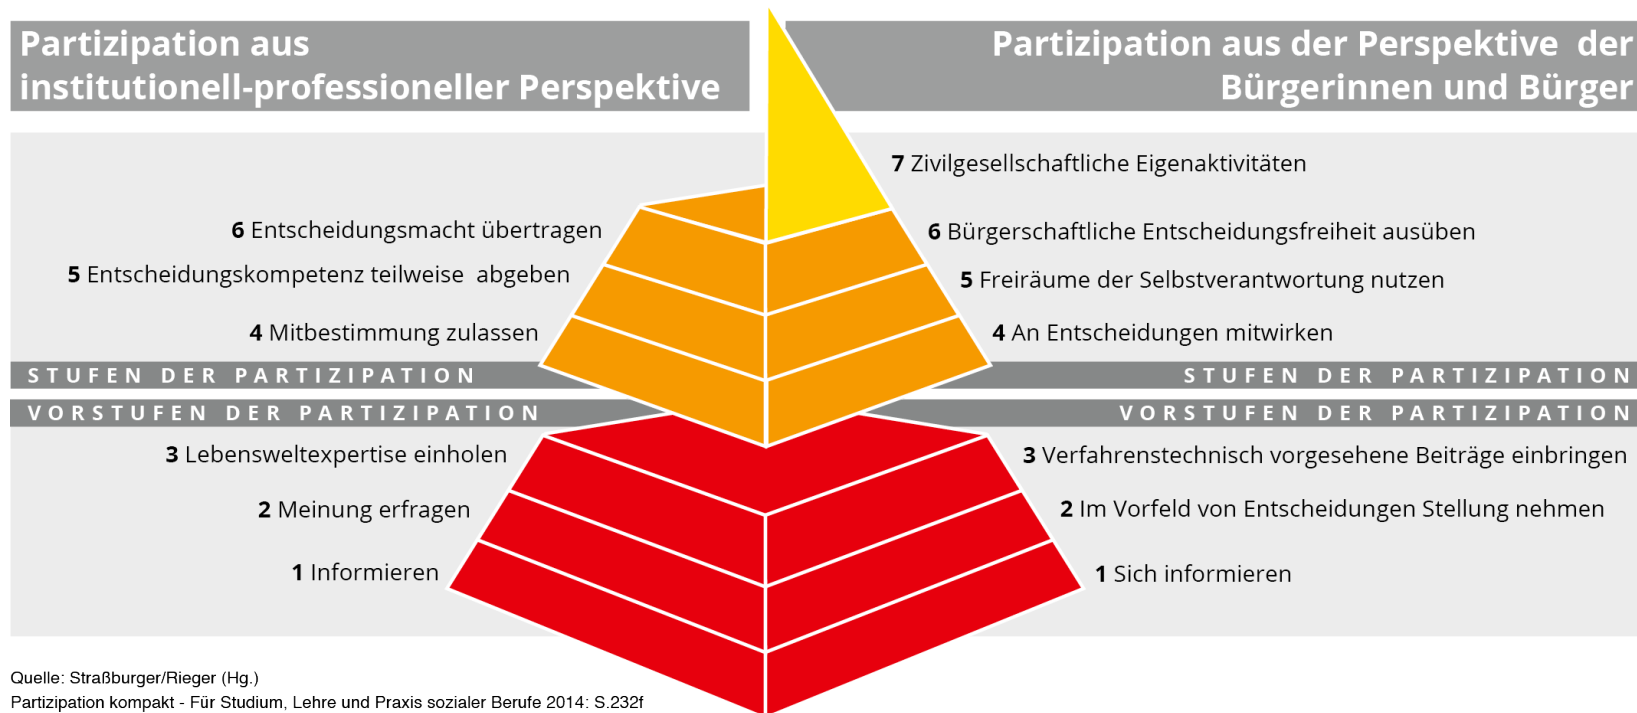 Partizipation aus
institutionell-professioneller Perspektive
6 Entscheidungsmacht übertragen
5 Entscheidungskompetenz teilweise abgeben
4 Mitbestimmung zulassen
STUFEN DER PARTIZIPATION
VORSTUFEN DER PARTIZIPATION
3 Lebensweltexpertise einholen
2 Meinung erfragen
1 Informieren
Partizipation aus der Perspektive der
Bürgerinnen und Bürger
7 Zivilgesellschaftliche Eigenaktivitäten
6 Bürgerschaftliche Entscheidungsfreiheit ausüben
5 Freiräume der Selbstverantwortung nutzen
4 An Entscheidungen mitwirken
STUFEN DER PARTIZIPATION
VORSTUFEN DER PARTIZIPATION
3 Verfahrenstechnisch vorgesehene Beiträge einbringen
2 Im Vorfeld von Entscheidungen Stellung nehmen
1 Sich informieren
Quelle: Straßburger/Rieger (Hg.)
Partizipation kompakt - Für Studium, Lehre und Praxis sozialer Berufe 2014: S.232f